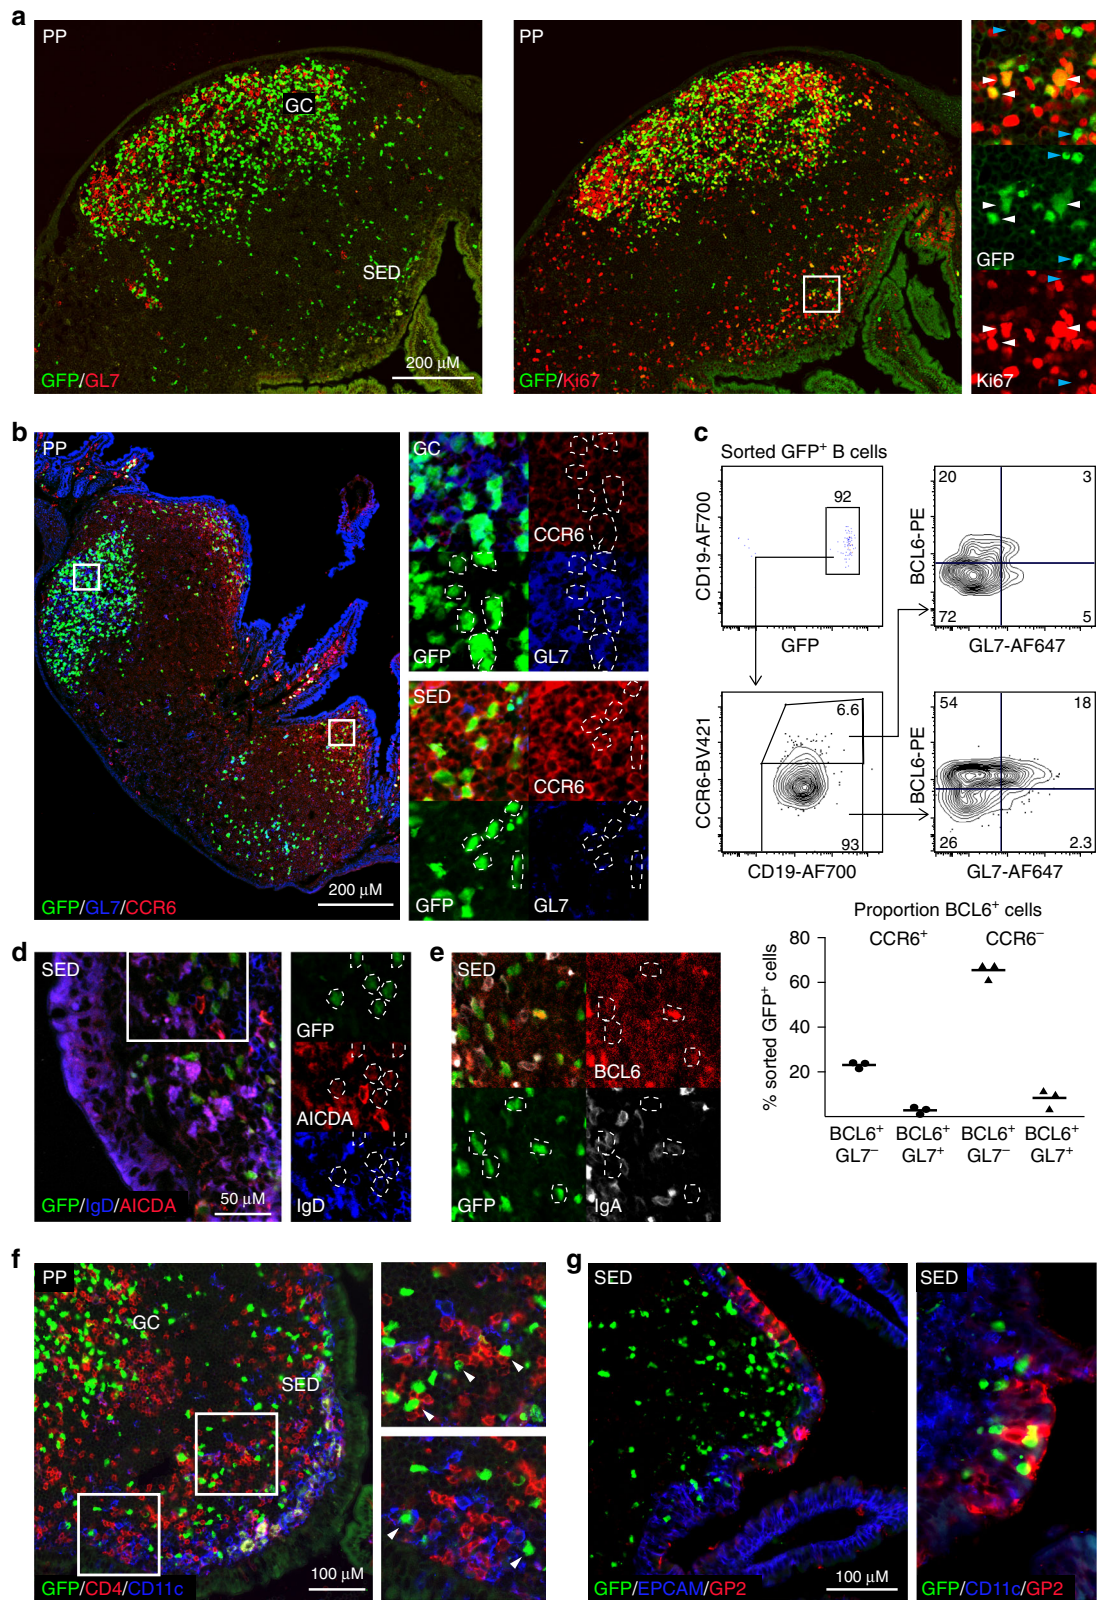 a
PP
GC
SED
GFP/GL7
200 µM
PP
GFP/Ki67
GFP
Ki67
b
PP
GFP/GL7/CCR6
200 µM
GC
CCR6
GFP
GL7
SED
CCR6
GFP
GL7
c
Sorted GFP+ B cells
92
CD19-AF700
GFP
20
3
72
5
BCL6-PE
GL7-AF647
6.6
93
CCR6-BV421
CD19-AF700
54
18
26
2.3
BCL6-PE
GL7-AF647
Proportion BCL6+ cells
CCR6+
CCR6–
% sorted GFP+ cells
80
60
40
20
BCL6+ BCL6+ BCL6+ BCL6+
GL7– GL7+ GL7– GL7+
d
SED
GFP/IgD/AICDA
50 µM
GFP
AICDA
IgD
e
SED
BCL6
GFP
IgA
f
PP
GC
SED
GFP/CD4/CD11c
100 µM
g
SED
GFP/EPCAM/GP2
100 µM
SED
GFP/CD11c/GP2